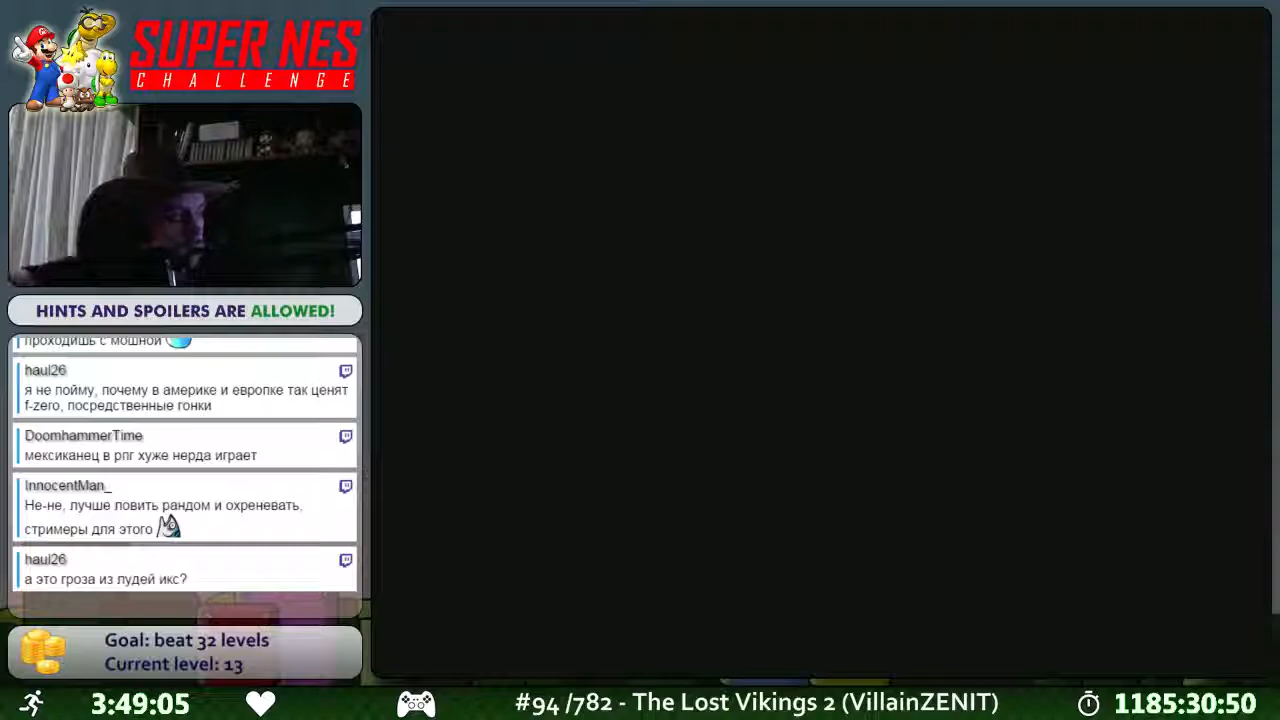 SUPER NES
CHALLENGE
HINTS AND SPOILERS ARE ALLOWED!
проходишь с мошной
haul26
я не пойму, почему в америке и европке так ценят
f-zero, посредственные гонки
DoomhammerTime
мексиканец в рпг хуже нерда играет
InnocentMan_
Не-не, лучше ловить рандом и охреневать,
стримеры для этого
haul26
а это гроза из лудей икс?
Goal: beat 32 levels
Current level: 13
3:49:05
#94 /782 - The Lost Vikings 2 (VillainZENIT)
1185:30:50